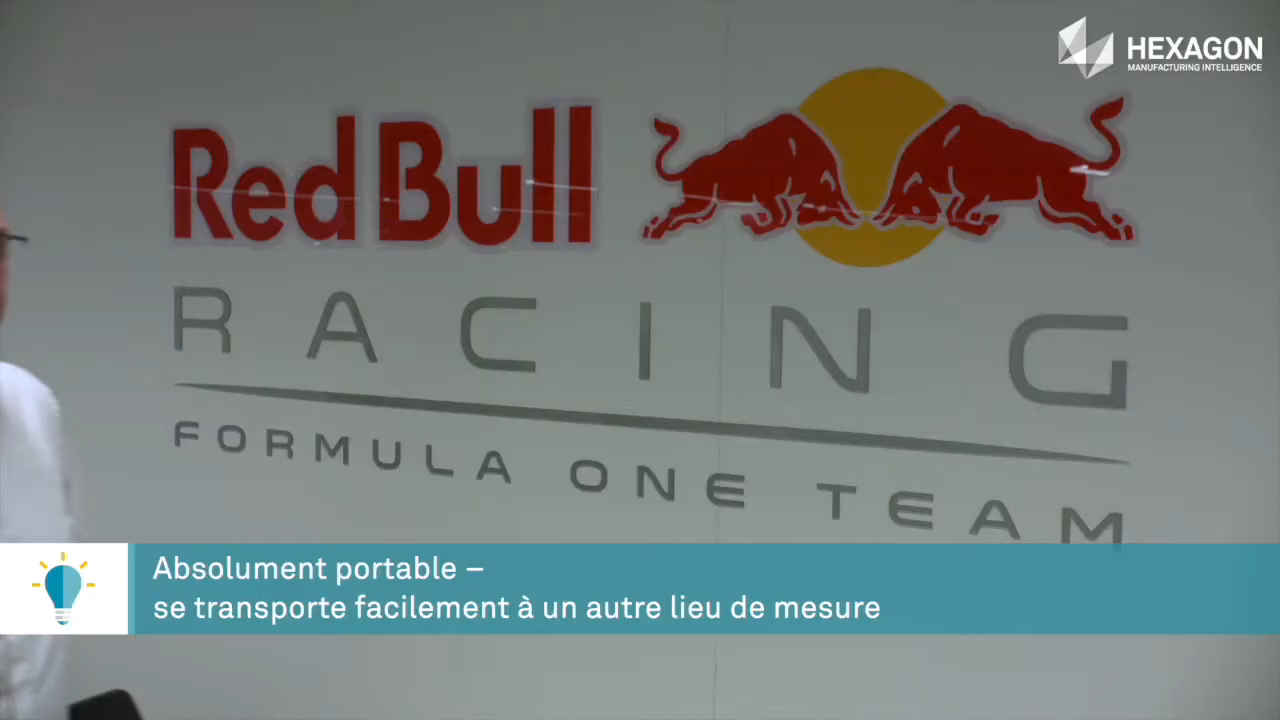 HEXAGON
MANUFACTURING INTELLIGENCE
Red Bull
RACING
FORMULA ONE TEAM
Absolument portable –
se transporte facilement à un autre lieu de mesure